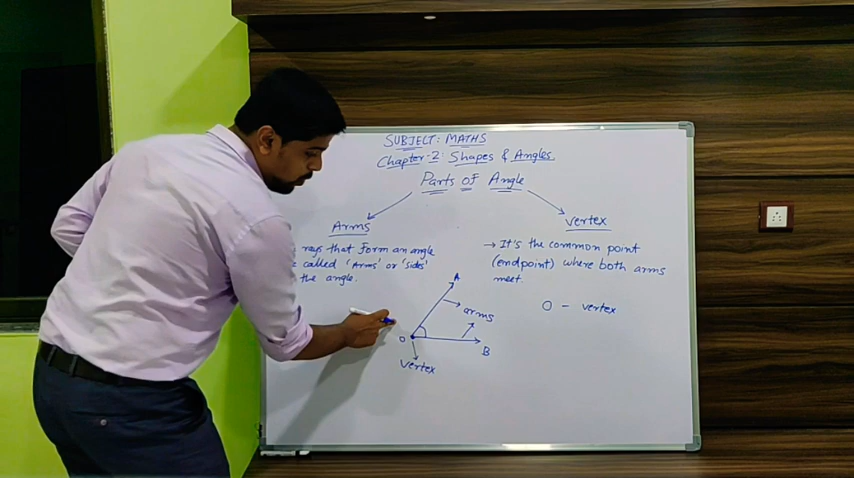 SUBJECT: MATHS
Chapter-2: Shapes & Angles.
Parts of Angle
Arms
rays that form an angle
called 'Arms' or 'sides'
the angle.
vertex
→ It's the common point
(endpoint) where both arms
meet.
O - vertex
A
arms
O
B
vertex